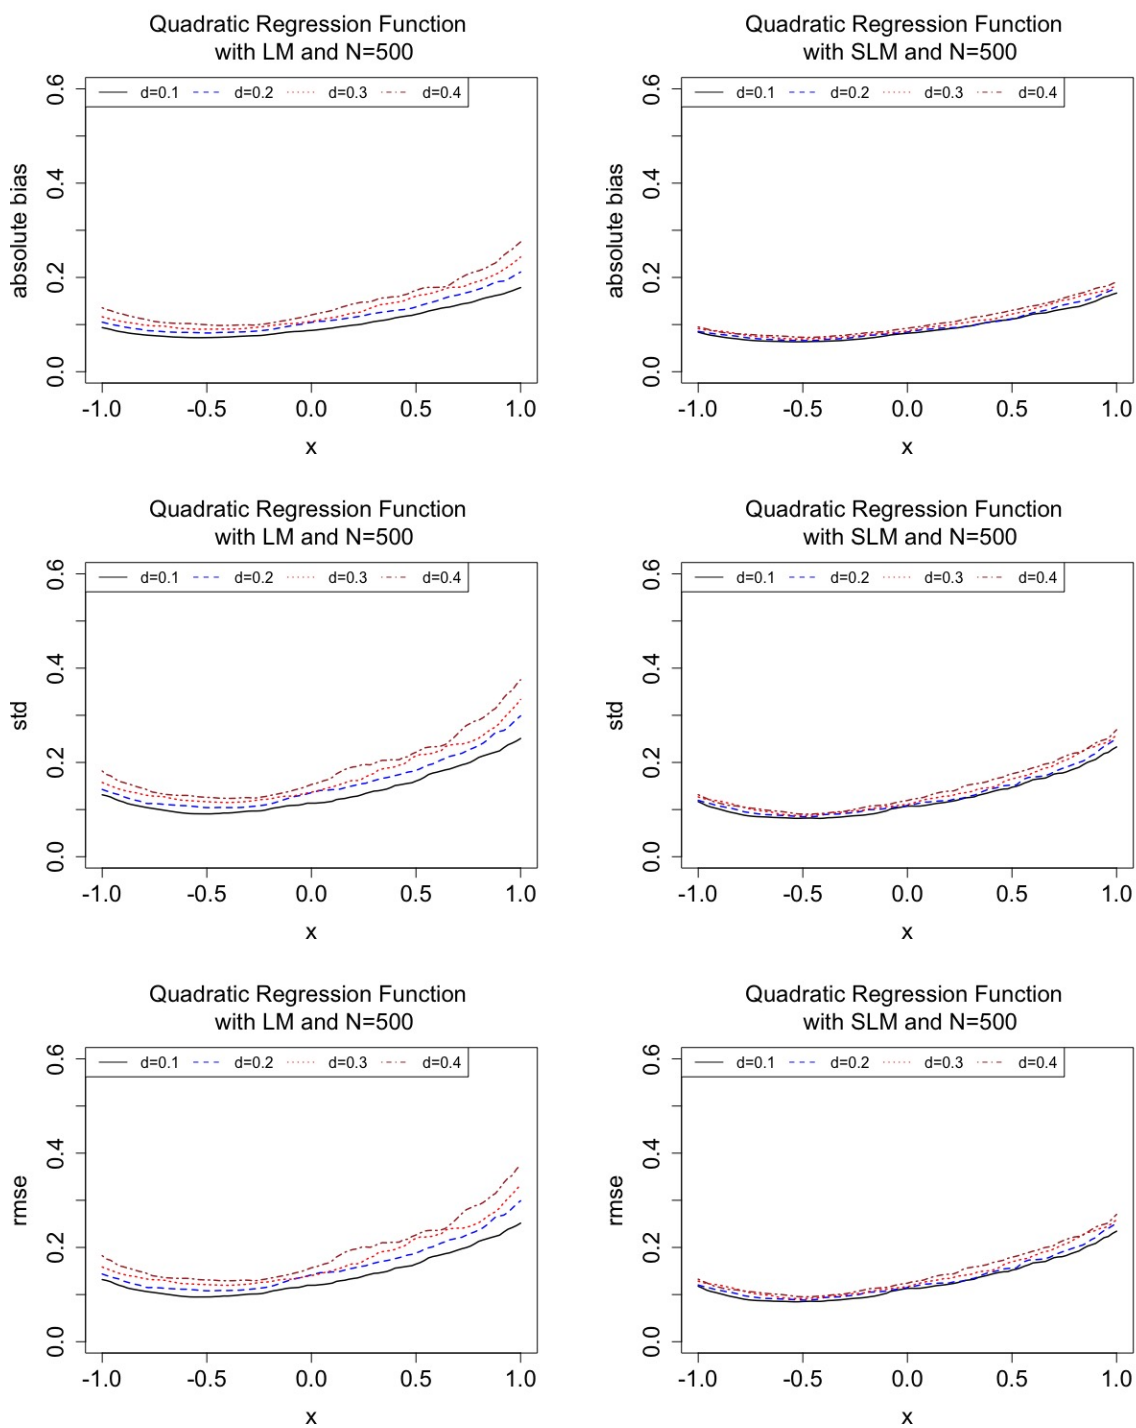 Quadratic Regression Function
with LM and N=500
d=0.1 d=0.2 d=0.3 d=0.4
absolute bias
0.0 0.2 0.4 0.6
-1.0 -0.5 0.0 0.5 1.0
x
Quadratic Regression Function
with SLM and N=500
d=0.1 d=0.2 d=0.3 d=0.4
absolute bias
0.0 0.2 0.4 0.6
-1.0 -0.5 0.0 0.5 1.0
x
Quadratic Regression Function
with LM and N=500
d=0.1 d=0.2 d=0.3 d=0.4
std
0.0 0.2 0.4 0.6
-1.0 -0.5 0.0 0.5 1.0
x
Quadratic Regression Function
with SLM and N=500
d=0.1 d=0.2 d=0.3 d=0.4
std
0.0 0.2 0.4 0.6
-1.0 -0.5 0.0 0.5 1.0
x
Quadratic Regression Function
with LM and N=500
d=0.1 d=0.2 d=0.3 d=0.4
rmse
0.0 0.2 0.4 0.6
-1.0 -0.5 0.0 0.5 1.0
x
Quadratic Regression Function
with SLM and N=500
d=0.1 d=0.2 d=0.3 d=0.4
rmse
0.0 0.2 0.4 0.6
-1.0 -0.5 0.0 0.5 1.0
x